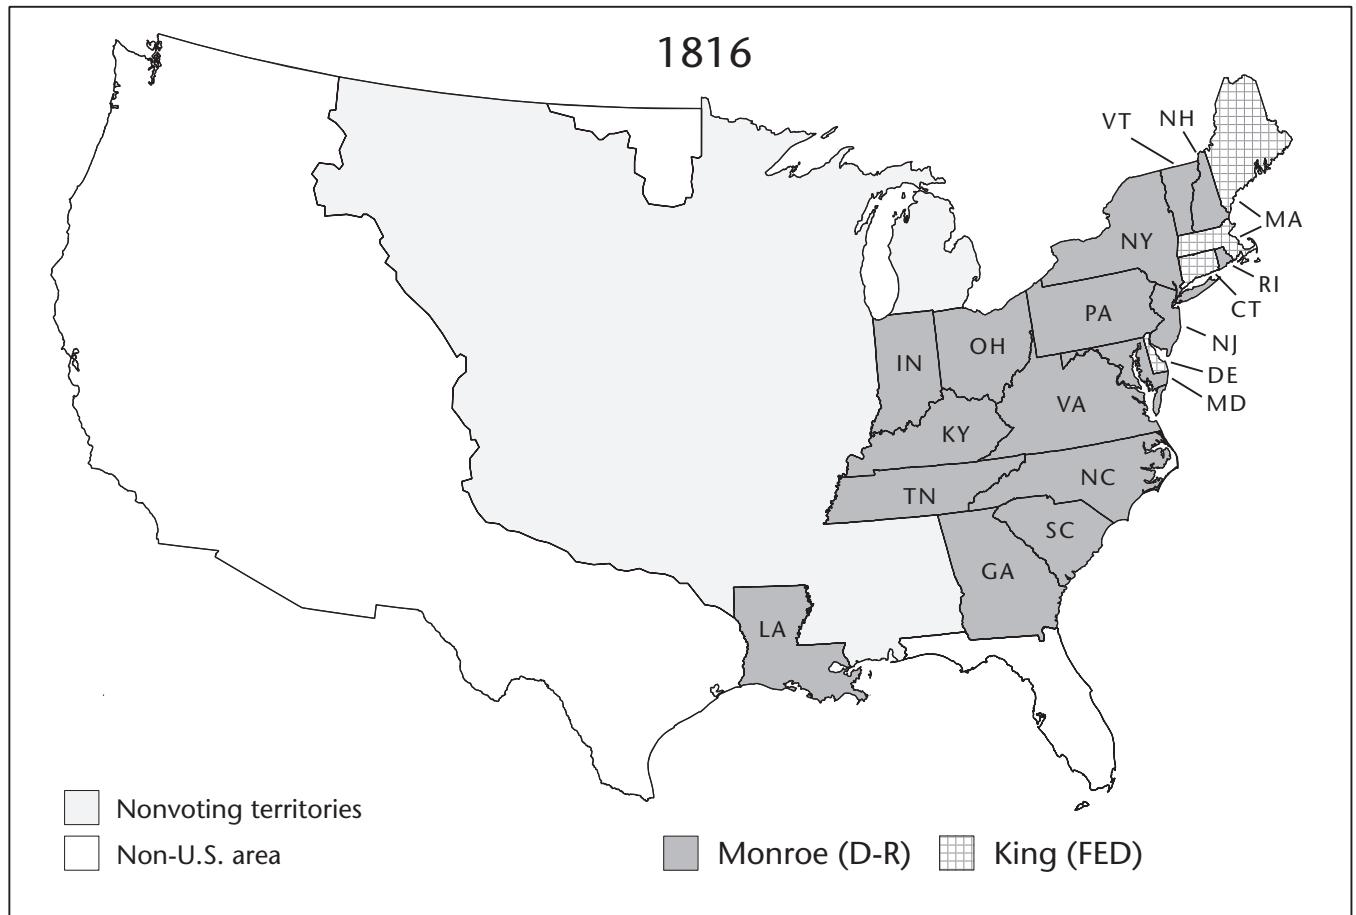 1816
VT
NH
MA
NY
RI
CT
PA
NJ
OH
IN
DE
MD
VA
KY
NC
TN
SC
GA
LA
Nonvoting territories
Non-U.S. area
Monroe (D-R)
King (FED)